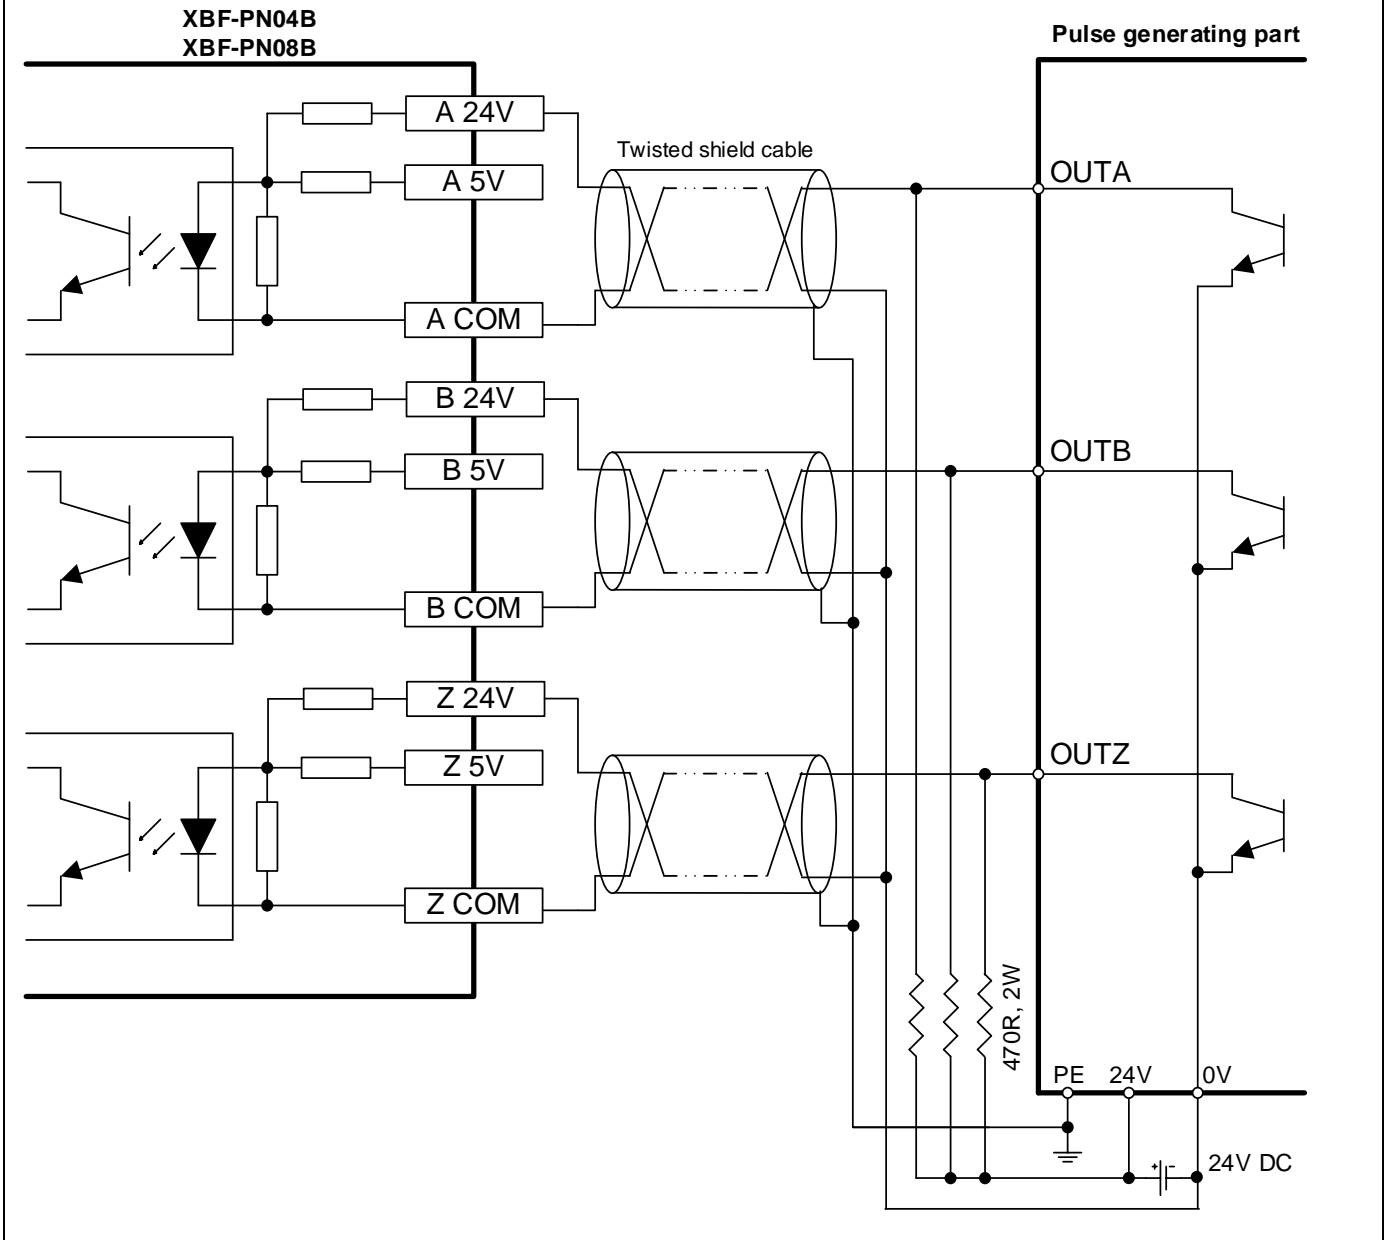 XBF-PN04B
XBF-PN08B
Pulse generating part
A 24V
Twisted shield cable
A 5V
OUTA
A COM
B 24V
OUTB
B 5V
B COM
Z 24V
OUTZ
Z 5V
Z COM
470R, 2W
PE 24V 0V
+ -
24V DC